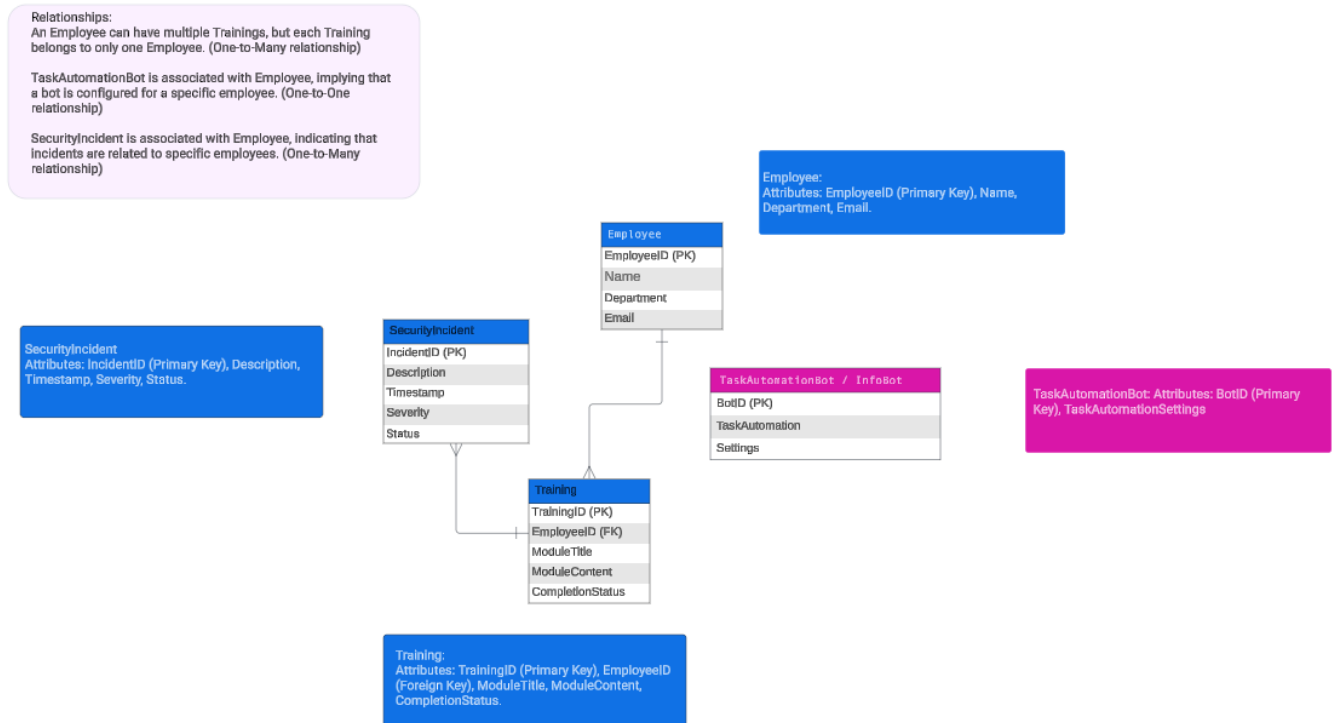 Relationships:
An Employee can have multiple Trainings, but each Training
belongs to only one Employee. (One-to-Many relationship)
TaskAutomationBot is associated with Employee, implying that
a bot is configured for a specific employee. (One-to-One
relationship)
SecurityIncident is associated with Employee, indicating that
incidents are related to specific employees. (One-to-Many
relationship)
Employee:
Attributes: EmployeeID (Primary Key), Name,
Department, Email.
Employee
EmployeeID (PK)
Name
Department
Email
SecurityIncident
Attributes: IncidentID (Primary Key), Description,
Timestamp, Severity, Status.
SecurityIncident
IncidentID (PK)
Description
Timestamp
Severity
Status
TaskAutomationBot / InfoBot
BotID (PK)
TaskAutomation
Settings
TaskAutomationBot: Attributes: BotID (Primary
Key), TaskAutomationSettings
Training
TrainingID (PK)
EmployeeID (FK)
ModuleTitle
ModuleContent
CompletionStatus
Training:
Attributes: TrainingID (Primary Key), EmployeeID
(Foreign Key), ModuleTitle, ModuleContent,
CompletionStatus.